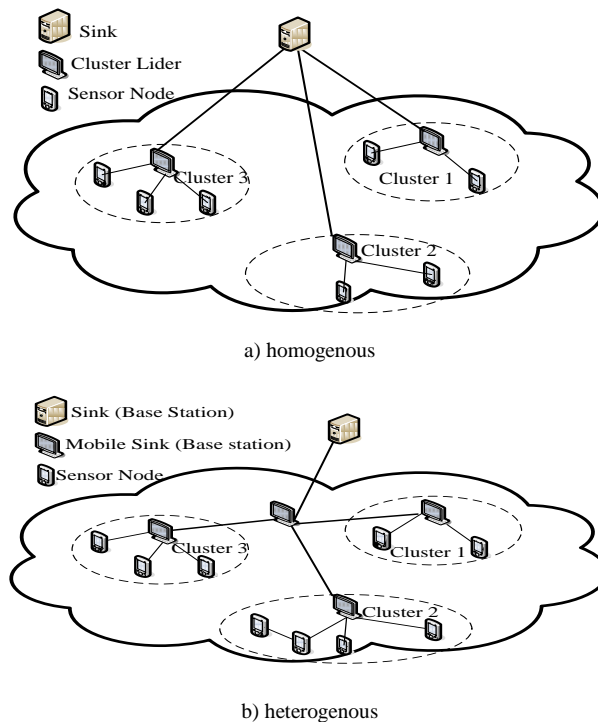 Sink
Cluster Lider
Sensor Node
Cluster 3
Cluster 1
Cluster 2
a) homogenous
Sink (Base Station)
Mobile Sink (Base station)
Sensor Node
Cluster 3
Cluster 1
Cluster 2
b) heterogenous